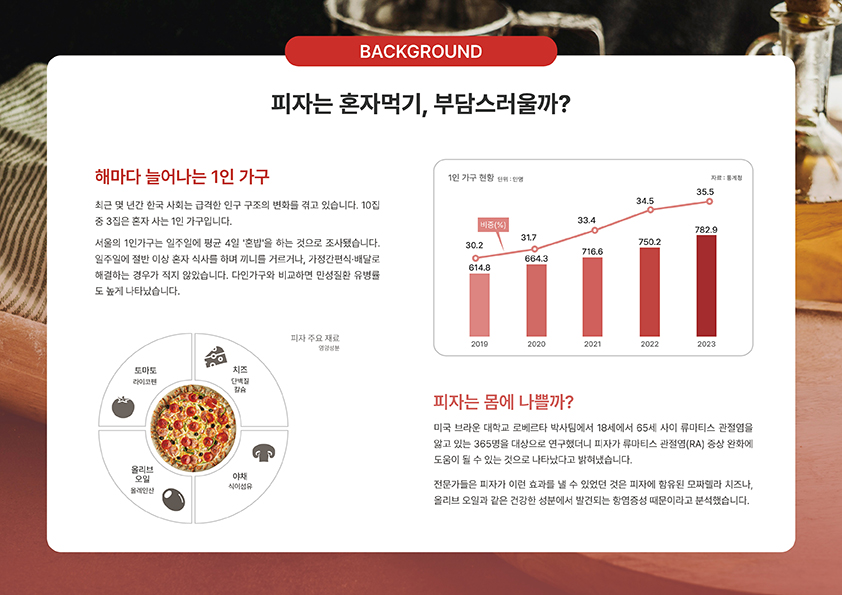 BACKGROUND
피자는 혼자먹기, 부담스러울까?
해마다 늘어나는 1인 가구
최근 몇 년간 한국 사회는 급격한 인구 구조의 변화를 겪고 있습니다. 10집
중 3집은 혼자 사는 1인 가구입니다.
서울의 1인가구는 일주일에 평균 4일 '혼밥'을 하는 것으로 조사됐습니다.
일주일에 절반 이상 혼자 식사를 하며 끼니를 거르거나, 가정간편식·배달로
해결하는 경우가 적지 않았습니다. 다인가구와 비교하면 만성질환 유병률
도 높게 나타났습니다.
피자 주요 재료
영양성분
토마토
라이코펜
치즈
단백질
칼슘
올리브
오일
올레인산
야채
식이섬유
1인 가구 현황 단위 : 만명
자료 : 통계청
비중(%)
30.2
31.7
33.4
34.5
35.5
614.8
664.3
716.6
750.2
782.9
2019
2020
2021
2022
2023
피자는 몸에 나쁠까?
미국 브라운 대학교 로베르타 박사팀에서 18세에서 65세 사이 류마티스 관절염을
앓고 있는 365명을 대상으로 연구했더니 피자가 류마티스 관절염(RA) 증상 완화에
도움이 될 수 있는 것으로 나타났다고 밝혀냈습니다.
전문가들은 피자가 이런 효과를 낼 수 있었던 것은 피자에 함유된 모짜렐라 치즈나,
올리브 오일과 같은 건강한 성분에서 발견되는 항염증성 때문이라고 분석했습니다.